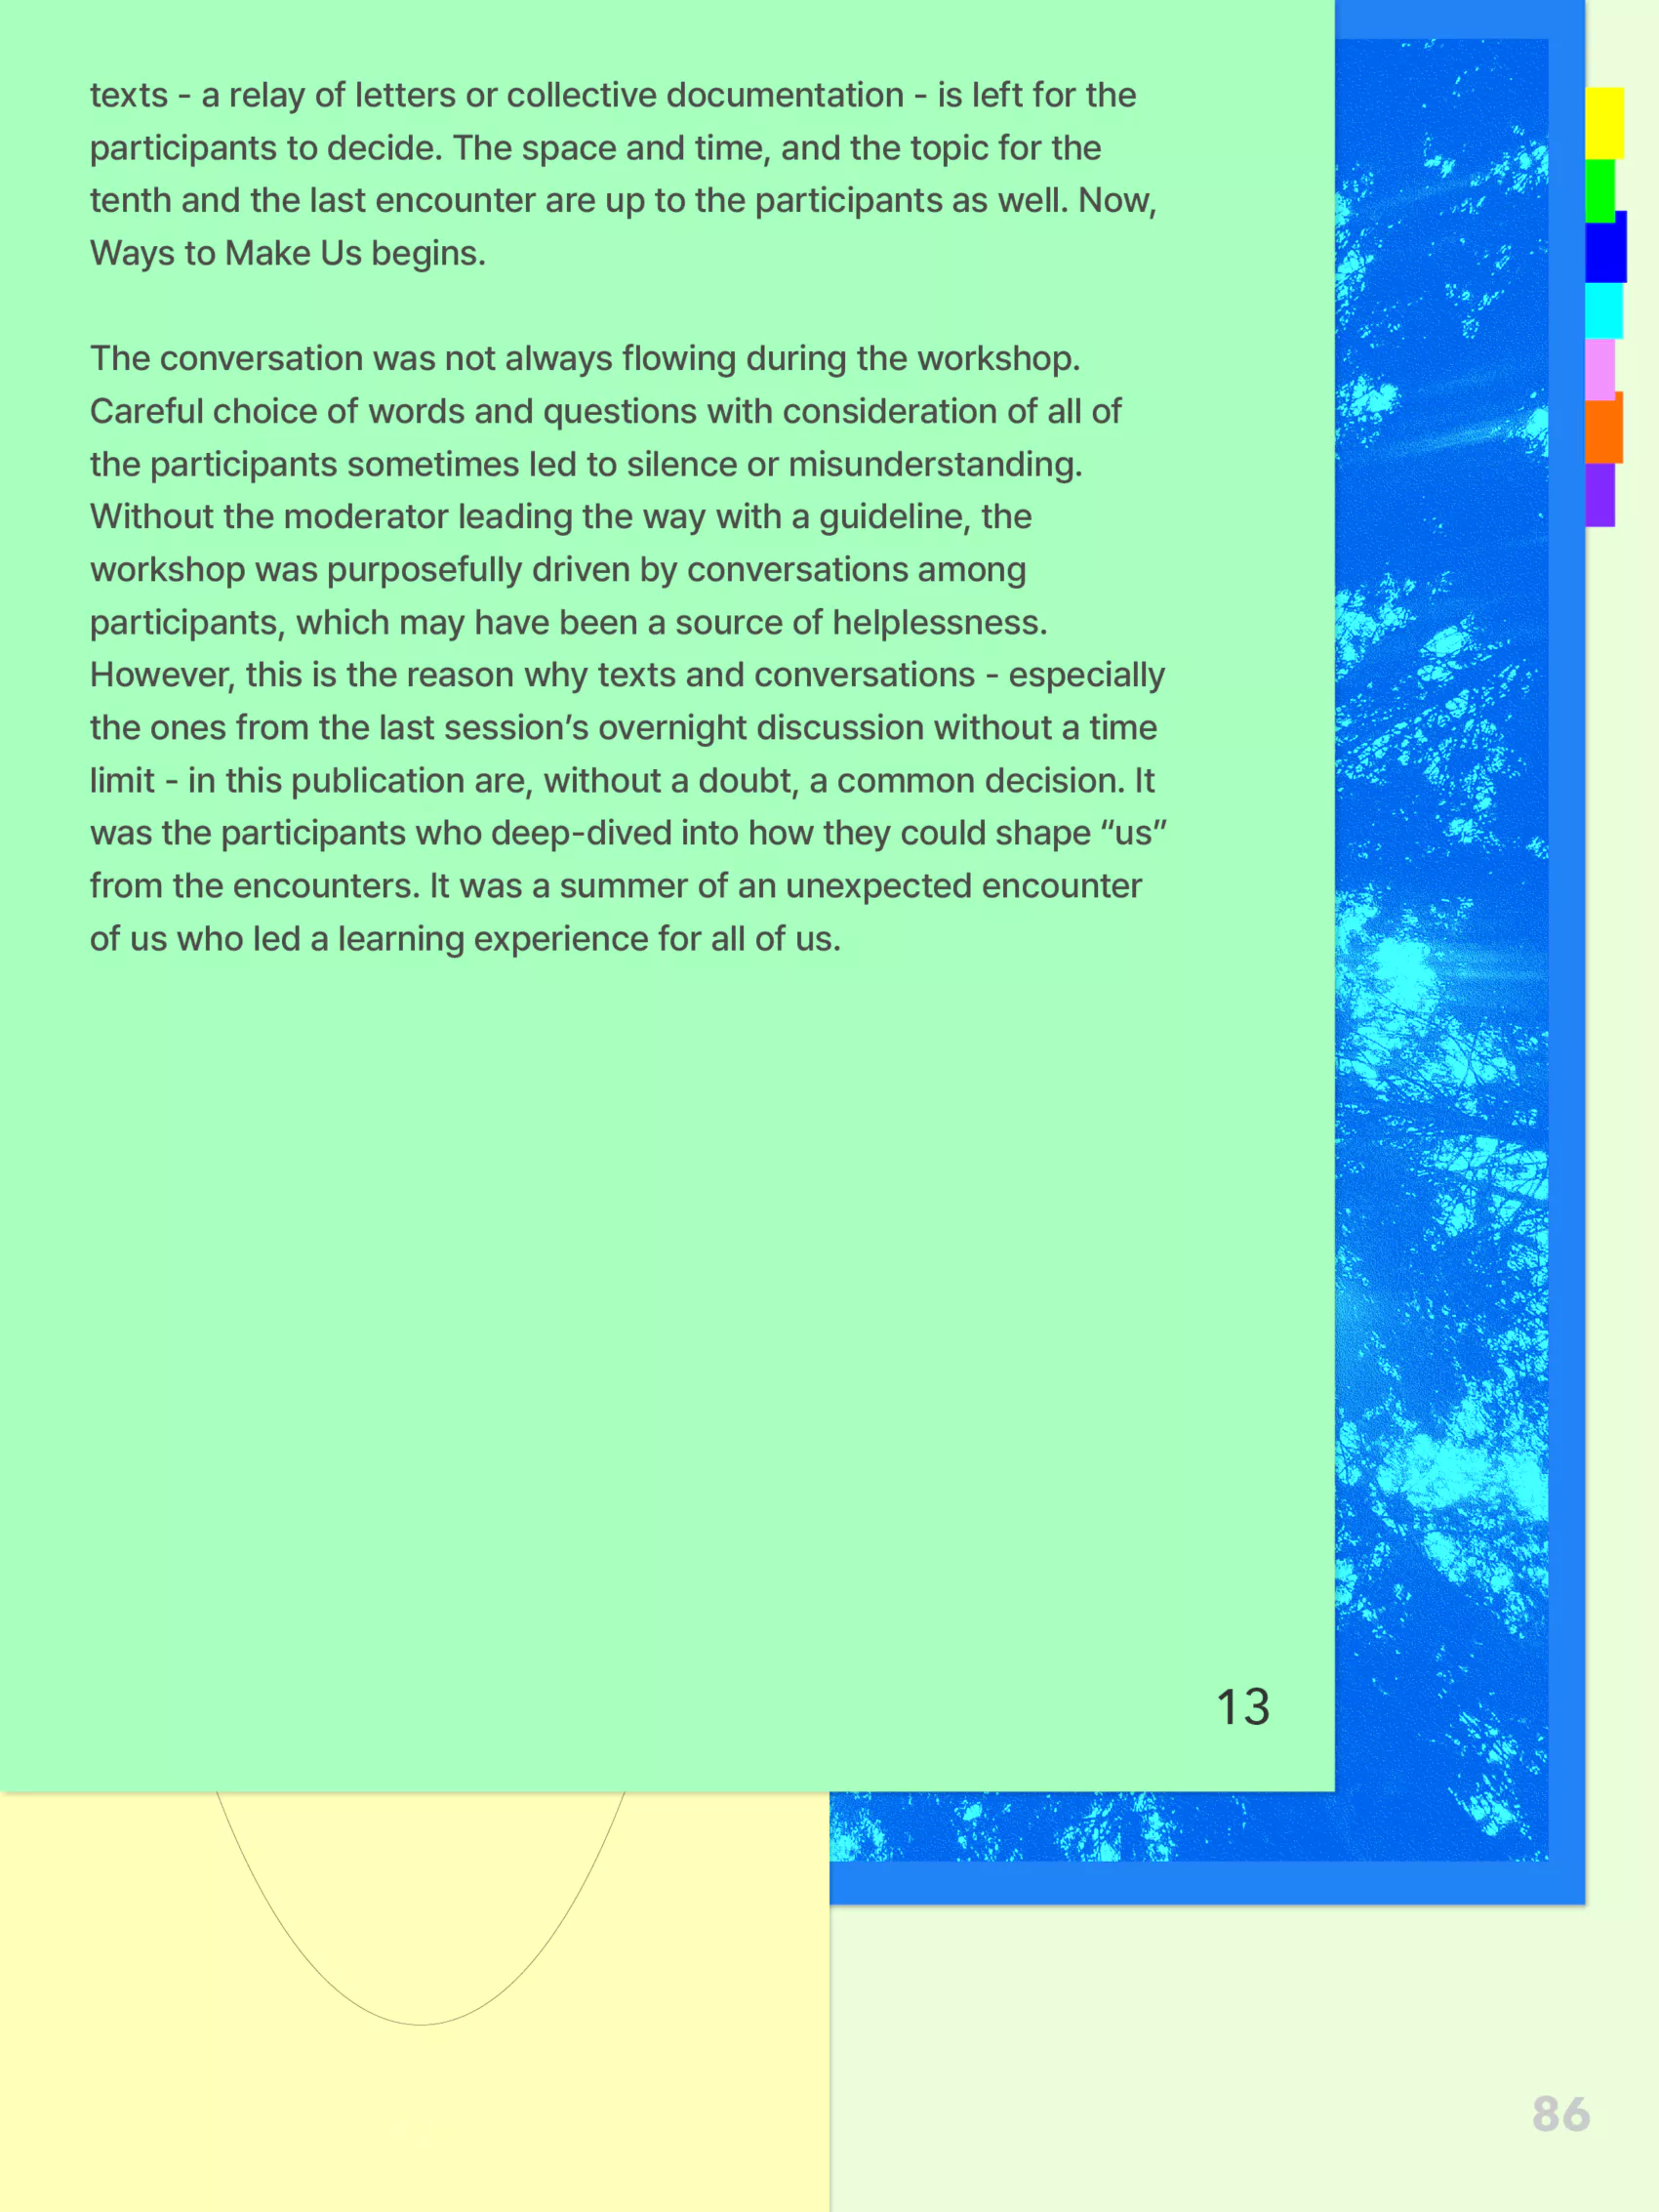 texts - a relay of letters or collective documentation - is left for the
participants to decide. The space and time, and the topic for the
tenth and the last encounter are up to the participants as well. Now,
Ways to Make Us begins.
The conversation was not always flowing during the workshop.
Careful choice of words and questions with consideration of all of
the participants sometimes led to silence or misunderstanding.
Without the moderator leading the way with a guideline, the
workshop was purposefully driven by conversations among
participants, which may have been a source of helplessness.
However, this is the reason why texts and conversations - especially
the ones from the last session’s overnight discussion without a time
limit - in this publication are, without a doubt, a common decision. It
was the participants who deep-dived into how they could shape “us”
from the encounters. It was a summer of an unexpected encounter
of us who led a learning experience for all of us.
13
86